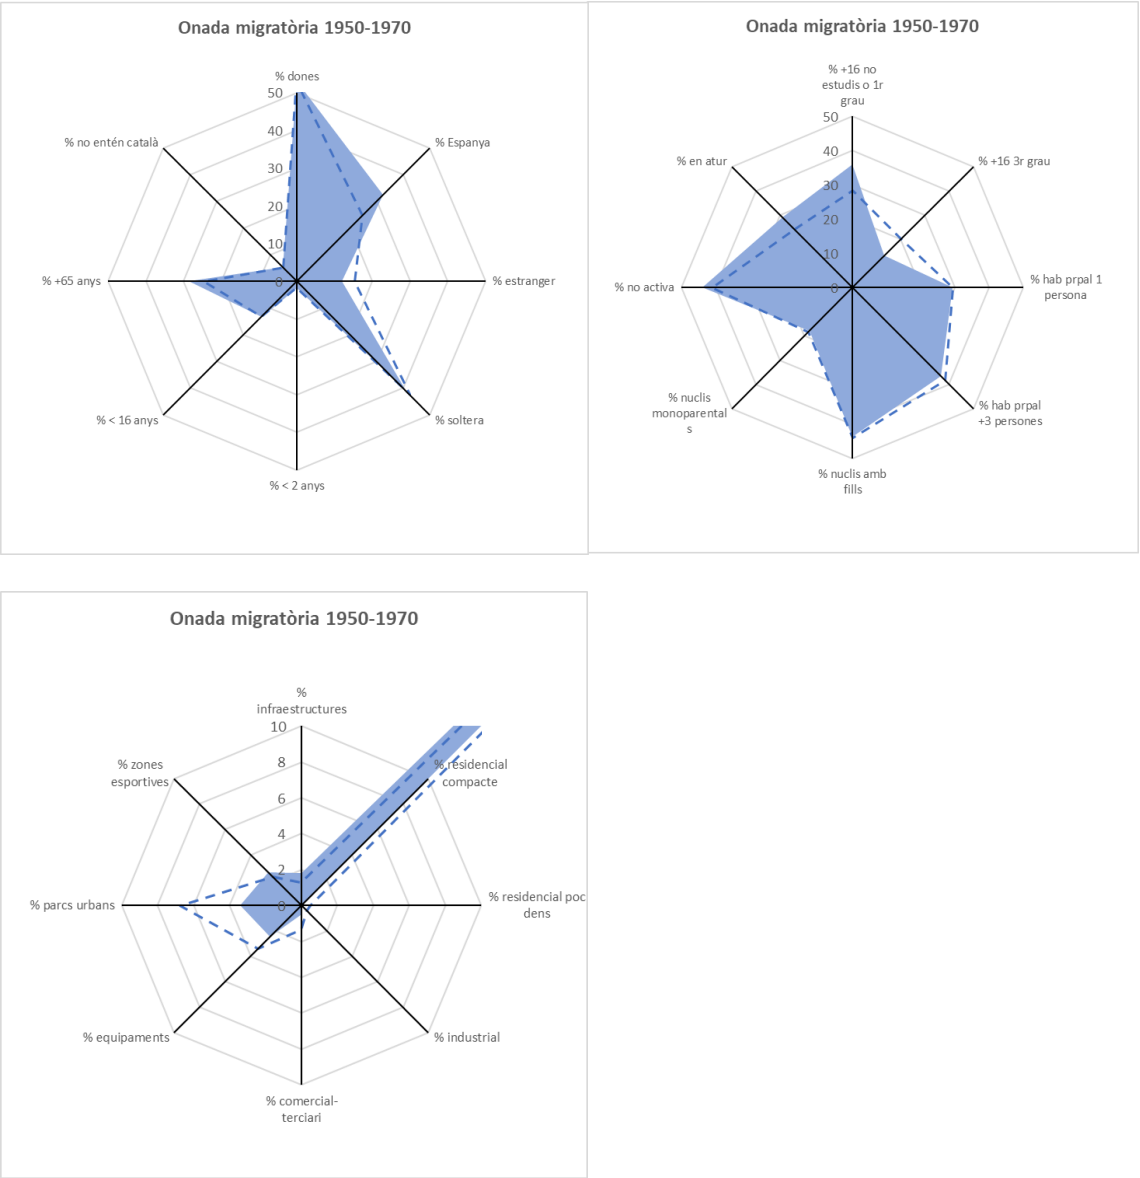 Onada migratòria 1950-1970
% dones
50
% no entén català
% Espanya
40
30
20
10
% +65 anys
0
% estranger
% < 16 anys
% soltera
% < 2 anys
Onada migratòria 1950-1970
% +16 no
estudis o 1r
grau
50
% en atur
% +16 3r grau
40
30
20
10
% no activa
0
% hab prpal 1
persona
% nuclis
monoparental
s
% hab prpal
+3 persones
% nuclis amb
fills
Onada migratòria 1950-1970
%
infraestructures
10
% zones
esportives
% residencial
compacte
8
6
4
2
% parcs urbans
0
% residencial poc
dens
% equipaments
% industrial
% comercial-
terciari